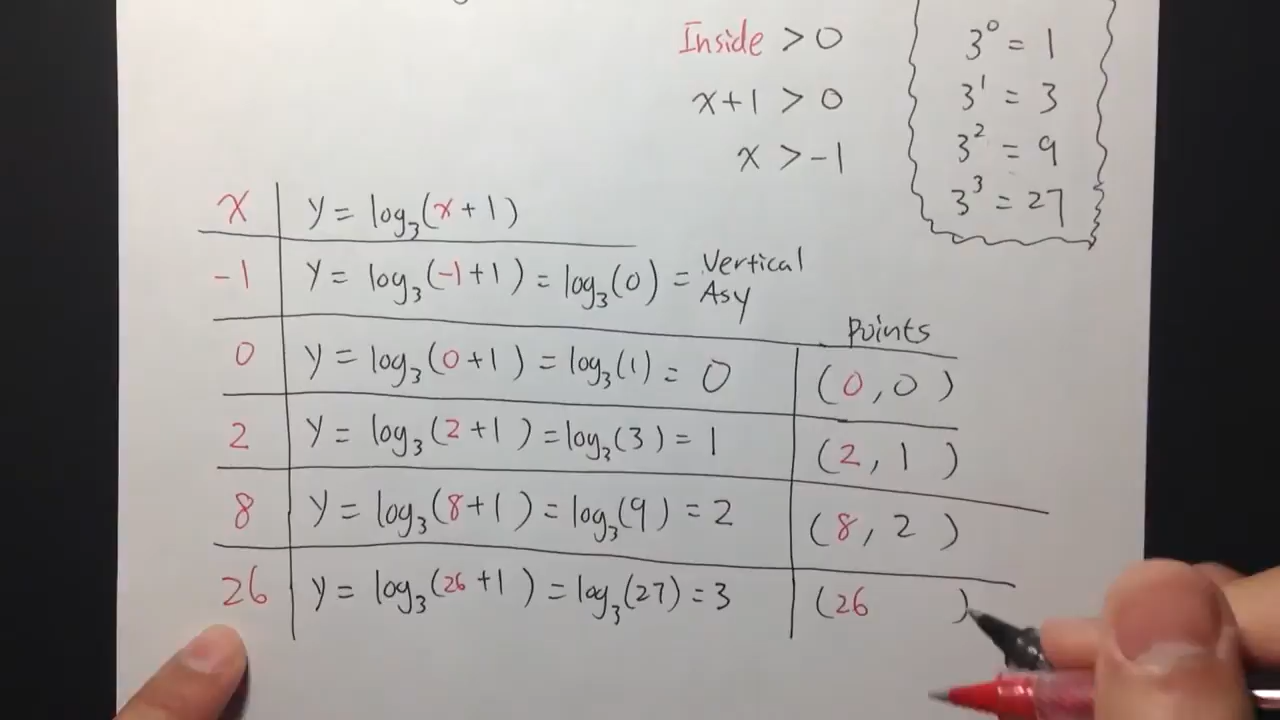 Inside > 0
x+1 > 0
x > -1
3⁰ = 1
3¹ = 3
3² = 9
3³ = 27
x y = log₃(x+1)
-1 y = log₃(-1+1) = log₃(0) = Vertical Asy
Points
0 y = log₃(0+1) = log₃(1) = 0 (0, 0)
2 y = log₃(2+1) = log₃(3) = 1 (2, 1)
8 y = log₃(8+1) = log₃(9) = 2 (8, 2)
26 y = log₃(26+1) = log₃(27) = 3 (26 )